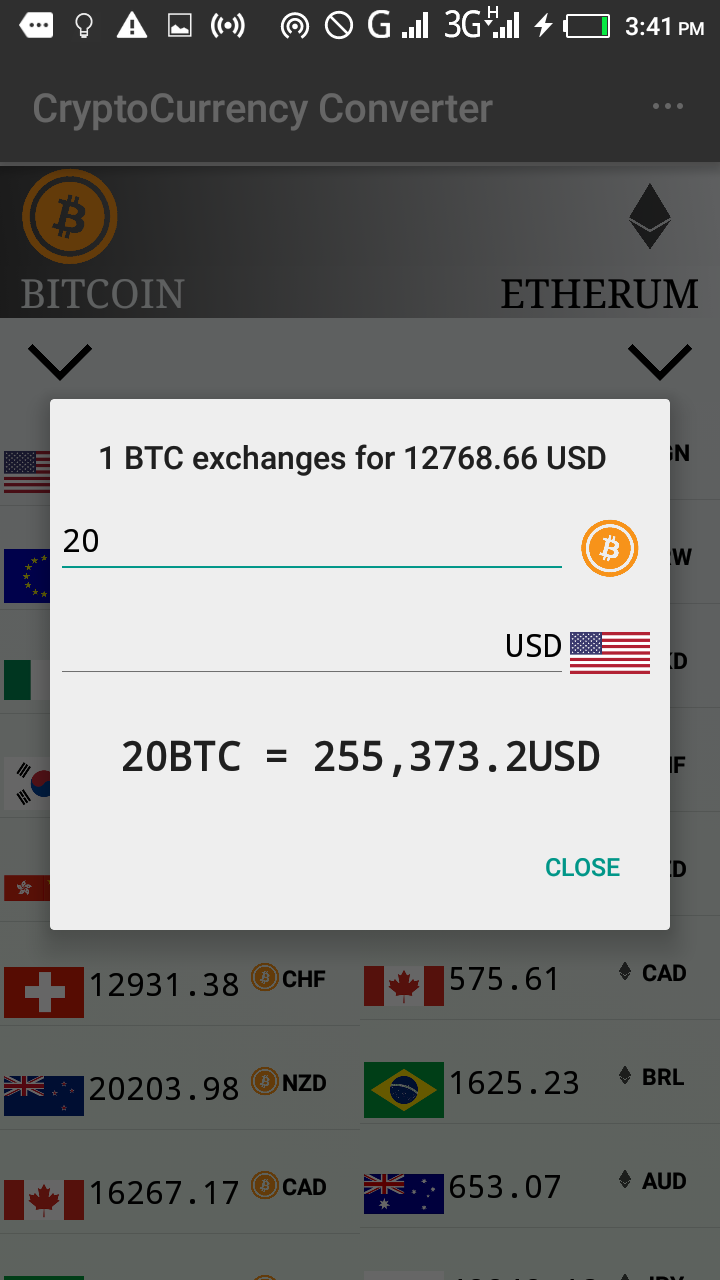 G 3G H 3:41 PM
CryptoCurrency Converter
BITCOIN ETHERUM
1 BTC exchanges for 12768.66 USD
20
USD
20BTC = 255,373.2USD
CLOSE
12931.38 CHF 575.61 CAD
20203.98 NZD 1625.23 BRL
16267.17 CAD 653.07 AUD